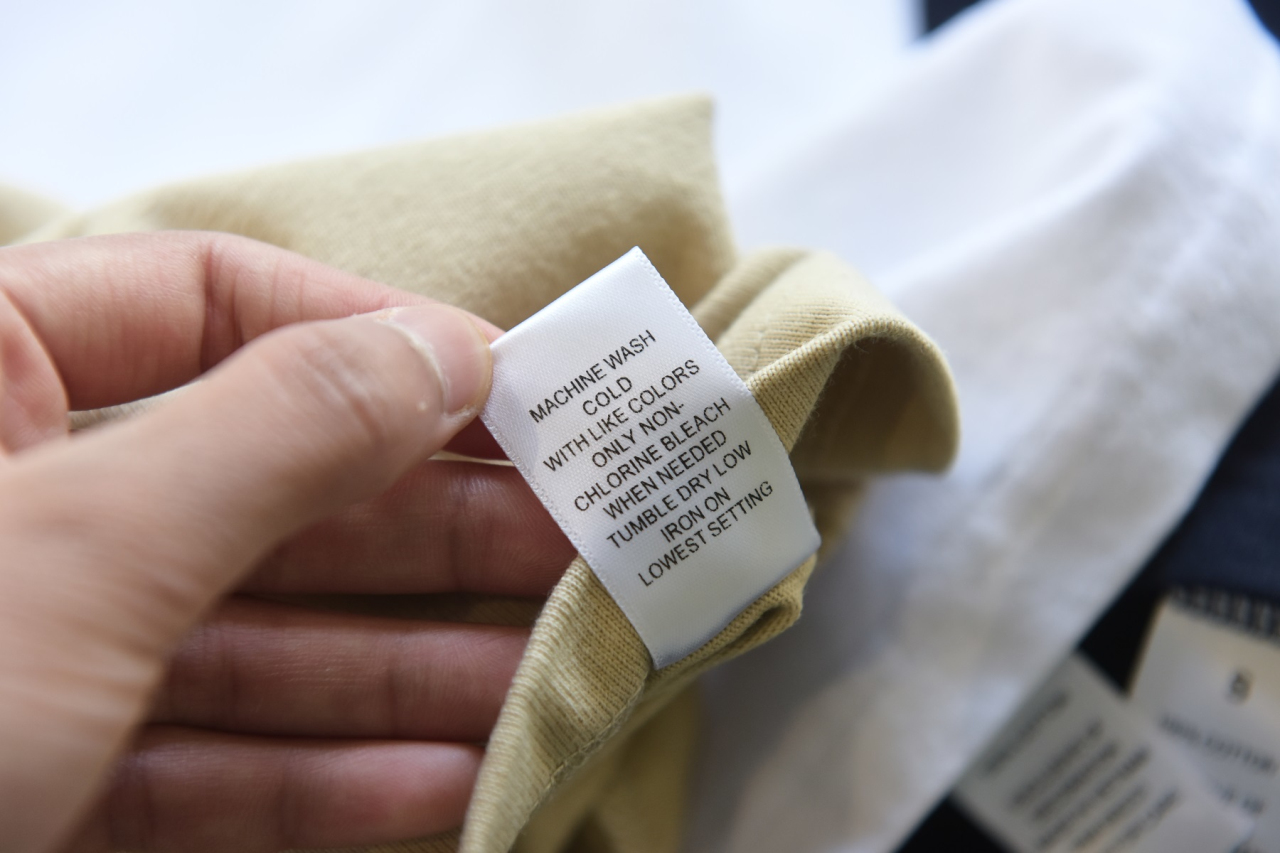 MACHINE WASH
COLD
WITH LIKE COLORS
ONLY NON-
CHLORINE BLEACH
WHEN NEEDED
TUMBLE DRY LOW
IRON ON
LOWEST SETTING